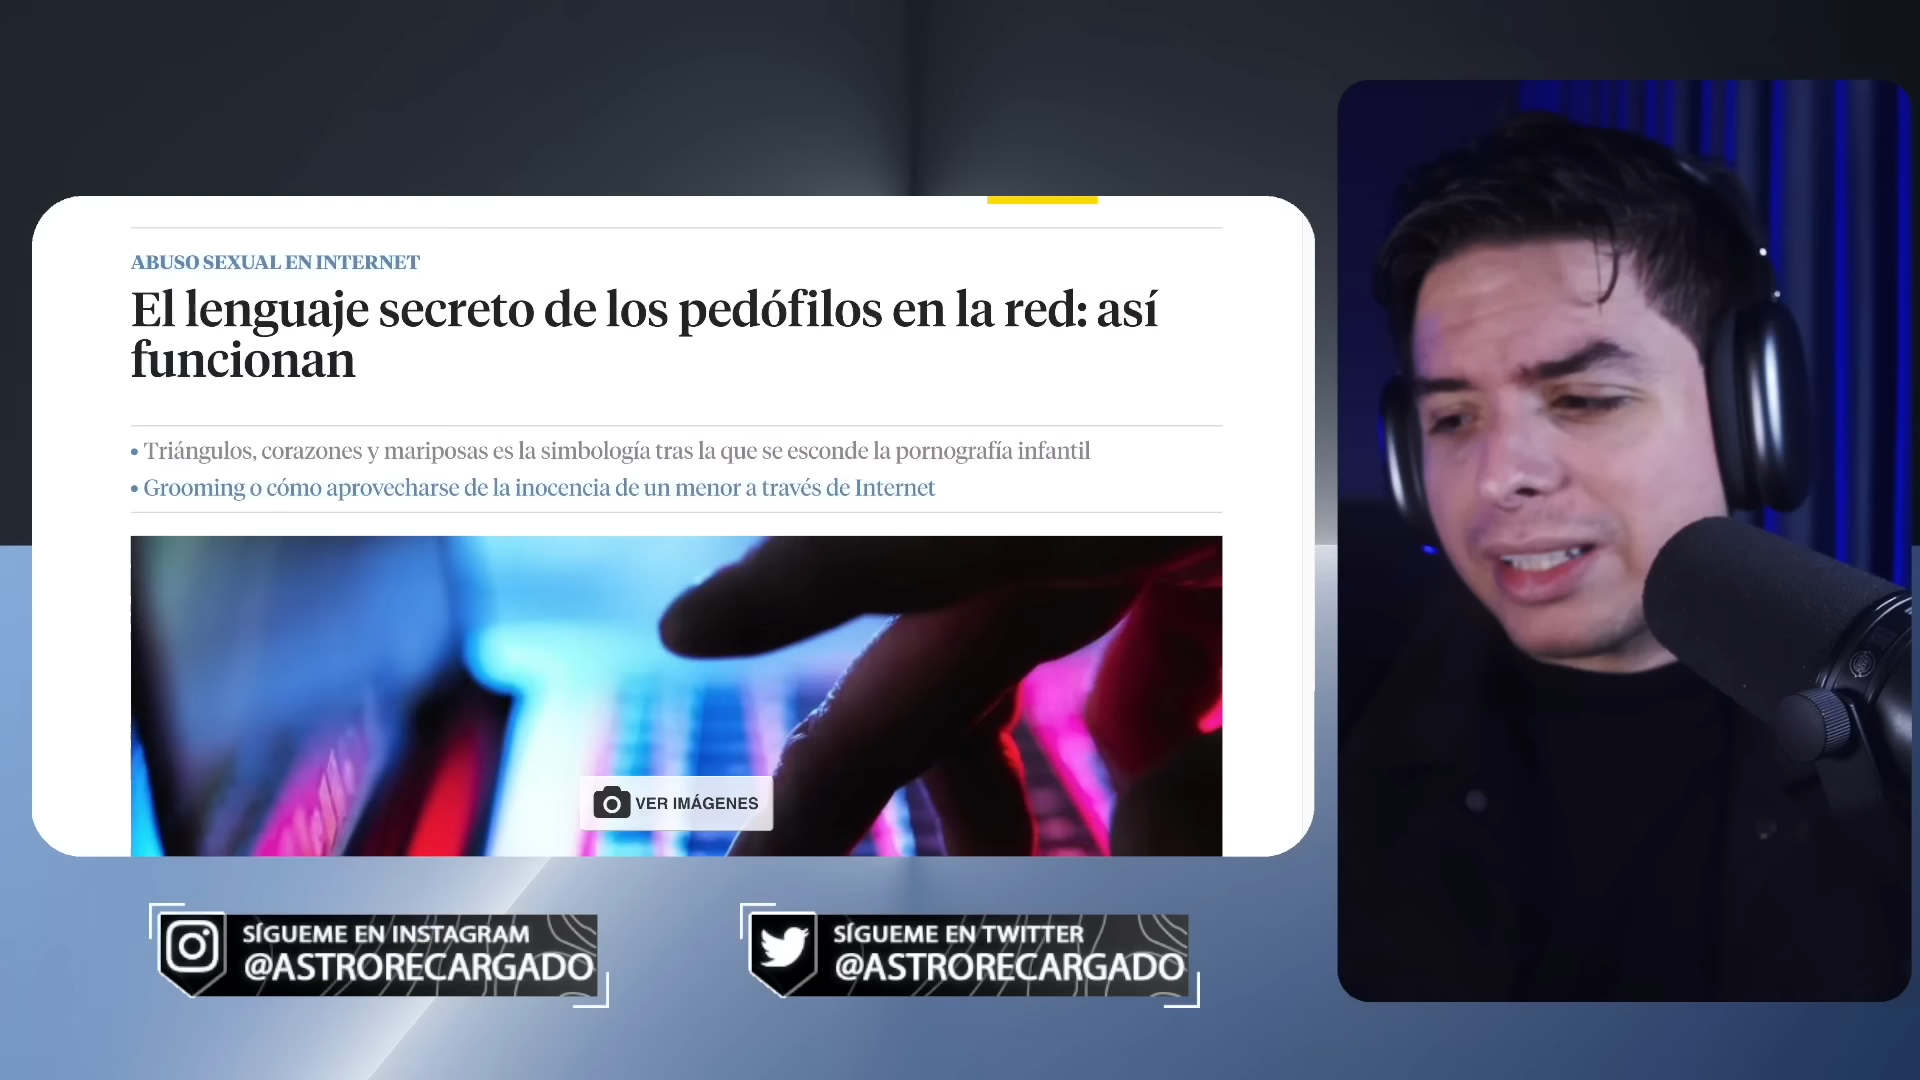 ABUSO SEXUAL EN INTERNET
El lenguaje secreto de los pedófilos en la red: así
funcionan
• Triángulos, corazones y mariposas es la simbología tras la que se esconde la pornografía infantil
• Grooming o cómo aprovecharse de la inocencia de un menor a través de Internet
VER IMÁGENES
SÍGUEME EN INSTAGRAM
@ASTRORECARGADO
SÍGUEME EN TWITTER
@ASTRORECARGADO